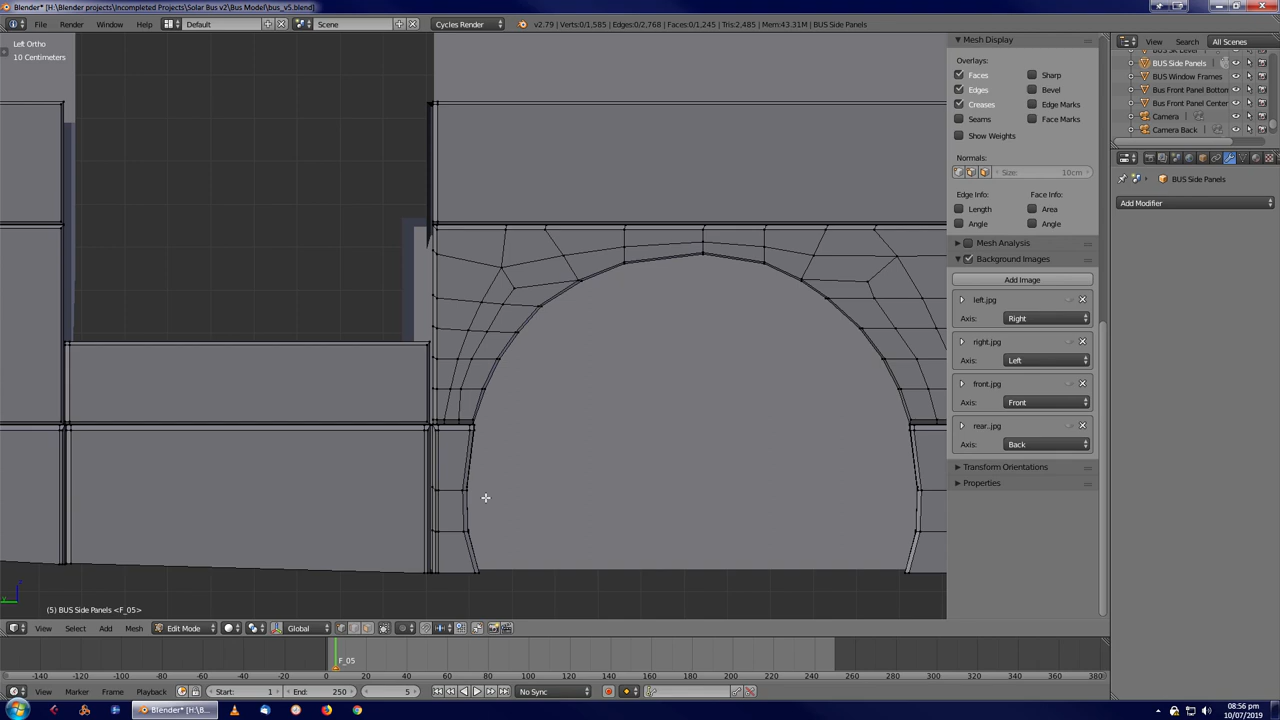 Blender* [H:\Blender projects\Incompleted Projects\Solar Bus v2\Bus Model\bus_v5.blend]
File Render Window Help Default Scene Cycles Render v2.79 | Verts:0/1,585 | Edges:0/2,768 | Faces:0/1,245 | Tris:2,485 | Mem:43.31M | BUS Side Panels
View Search All Scenes
Left Ortho
10 Centimeters
Mesh Display
Overlays:
Faces Sharp
Edges Bevel
Creases Edge Marks
Seams Face Marks
Show Weights
Normals:
Size: 10cm
Edge Info: Face Info:
Length Area
Angle Angle
Mesh Analysis
Background Images
Add Image
left.jpg
Axis: Right
right.jpg
Axis: Left
front.jpg
Axis: Front
rear..jpg
Axis: Back
Transform Orientations
Properties
BUS Side Panels
BUS Window Frames
Bus Front Panel Botton
Bus Front Panel Center
Camera
Camera Back
BUS Side Panels
Add Modifier
z
y
(5) BUS Side Panels <F_05>
View Select Add Mesh Edit Mode Global
F_05
-140 -120 -100 -80 -60 -40 -20 0 20 40 60 80 100 120 140 160 180 200 220 240 260 280 300 320 340 360 380
View Marker Frame Playback Start: 1 End: 250 5 No Sync
Blender* [H:\B...
08:56 pm
10/07/2019